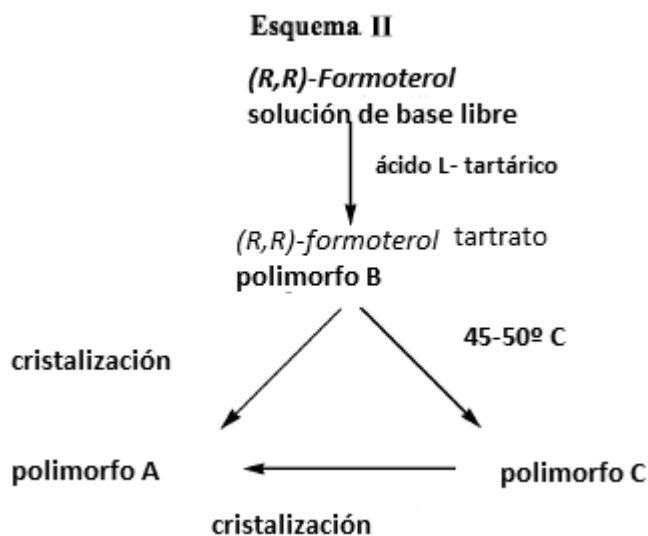 Esquema II
(R,R)-Formoterol
solución de base libre
ácido L- tartárico
(R,R)-formoterol tartrato
polimorfo B
45-50º C
cristalización
polimorfo A
polimorfo C
cristalización